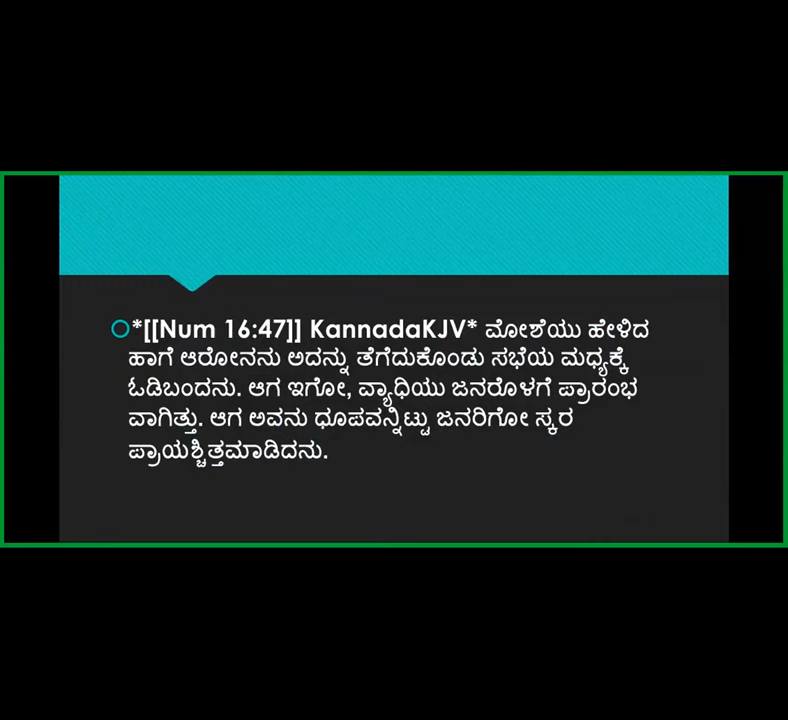 *[[Num 16:47]] KannadaKJV* ಮೋಶೆಯು ಹೇಳಿದ
ಹಾಗೆ ಆರೋನನು ಅದನ್ನು ತೆಗೆದುಕೊಂಡು ಸಭೆಯ ಮಧ್ಯಕ್ಕೆ
ಓಡಿಬಂದನು. ಆಗ ಇಗೋ, ವ್ಯಾಧಿಯು ಜನರೊಳಗೆ ಪ್ರಾರಂಭ
ವಾಗಿತ್ತು. ಆಗ ಅವನು ಧೂಪವನ್ನಿಟ್ಟು ಜನರಿಗೋ ಸ್ಕರ
ಪ್ರಾಯಶ್ಚಿತ್ತಮಾಡಿದನು.